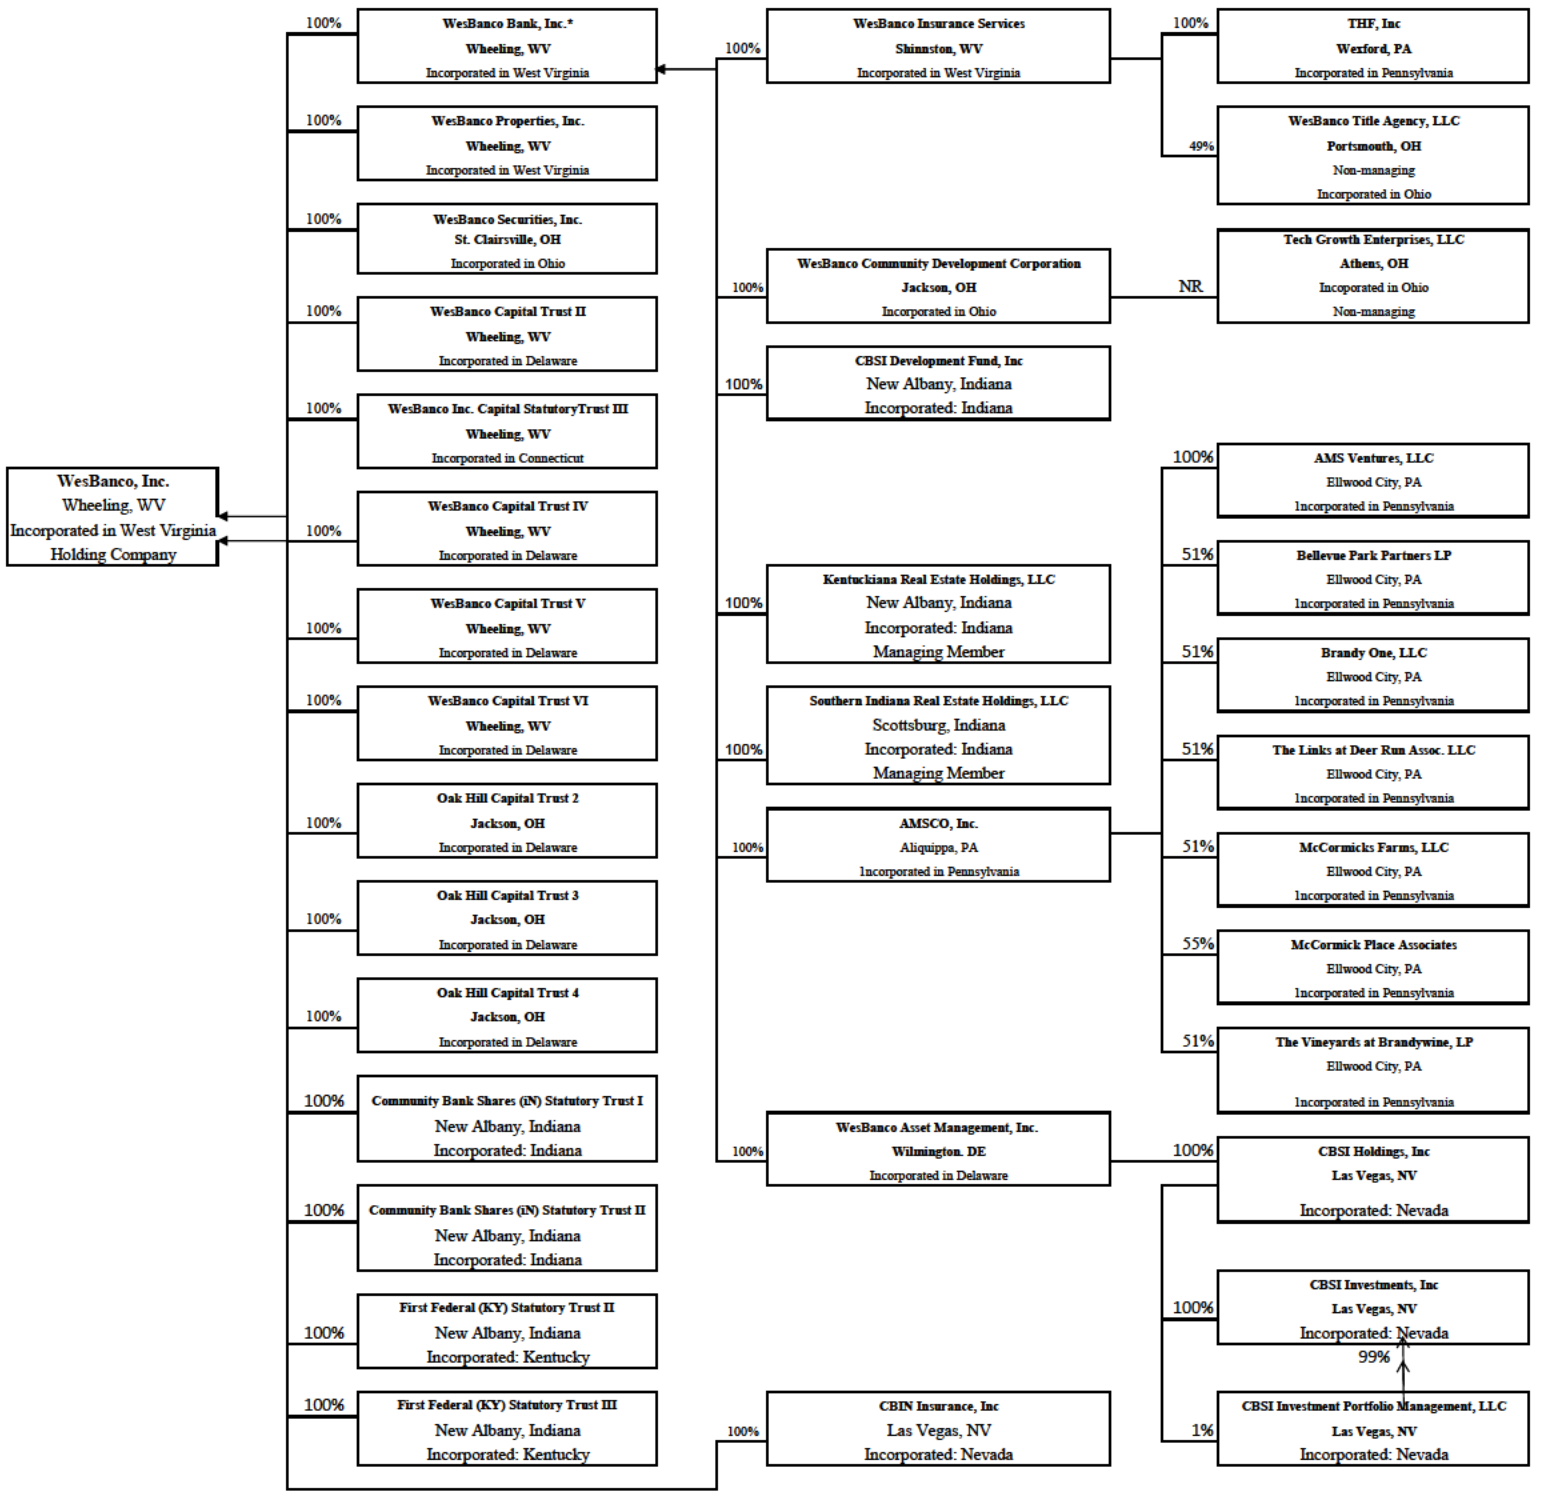 WesBanco, Inc.
Wheeling, WV
Incorporated in West Virginia
Holding Company
100%
WesBanco Bank, Inc.*
Wheeling, WV
Incorporated in West Virginia
100%
WesBanco Properties, Inc.
Wheeling, WV
Incorporated in West Virginia
100%
WesBanco Securities, Inc.
St. Clairsville, OH
Incorporated in Ohio
100%
WesBanco Capital Trust II
Wheeling, WV
Incorporated in Delaware
100%
WesBanco Inc. Capital StatutoryTrust III
Wheeling, WV
Incorporated in Connecticut
100%
WesBanco Capital Trust IV
Wheeling, WV
Incorporated in Delaware
100%
WesBanco Capital Trust V
Wheeling, WV
Incorporated in Delaware
100%
WesBanco Capital Trust VI
Wheeling, WV
Incorporated in Delaware
100%
Oak Hill Capital Trust 2
Jackson, OH
Incorporated in Delaware
100%
Oak Hill Capital Trust 3
Jackson, OH
Incorporated in Delaware
100%
Oak Hill Capital Trust 4
Jackson, OH
Incorporated in Delaware
100%
Community Bank Shares (iN) Statutory Trust I
New Albany, Indiana
Incorporated: Indiana
100%
Community Bank Shares (iN) Statutory Trust II
New Albany, Indiana
Incorporated: Indiana
100%
First Federal (KY) Statutory Trust II
New Albany, Indiana
Incorporated: Kentucky
100%
First Federal (KY) Statutory Trust III
New Albany, Indiana
Incorporated: Kentucky
100%
WesBanco Insurance Services
Shinnston, WV
Incorporated in West Virginia
100%
WesBanco Community Development Corporation
Jackson, OH
Incorporated in Ohio
100%
CBSI Development Fund, Inc
New Albany, Indiana
Incorporated: Indiana
100%
Kentuckiana Real Estate Holdings, LLC
New Albany, Indiana
Incorporated: Indiana
Managing Member
100%
Southern Indiana Real Estate Holdings, LLC
Scottsburg, Indiana
Incorporated: Indiana
Managing Member
100%
AMSCO, Inc.
Aliquippa, PA
1ncorporated in Pennsylvania
100%
WesBanco Asset Management, Inc.
Wilmington. DE
Incorporated in Delaware
100%
CBIN Insurance, Inc
Las Vegas, NV
Incorporated: Nevada
100%
THF, Inc
Wexford, PA
Incorporated in Pennsylvania
49%
WesBanco Title Agency, LLC
Portsmouth, OH
Non-managing
Incorporated in Ohio
NR
Tech Growth Enterprises, LLC
Athens, OH
Incoporated in Ohio
Non-managing
100%
AMS Ventures, LLC
Ellwood City, PA
1ncorporated in Pennsylvania
51%
Bellevue Park Partners LP
Ellwood City, PA
1ncorporated in Pennsylvania
51%
Brandy One, LLC
Ellwood City, PA
1ncorporated in Pennsylvania
51%
The Links at Deer Run Assoc. LLC
Ellwood City, PA
1ncorporated in Pennsylvania
51%
McCormicks Farms, LLC
Ellwood City, PA
1ncorporated in Pennsylvania
55%
McCormick Place Associates
Ellwood City, PA
1ncorporated in Pennsylvania
51%
The Vineyards at Brandywine, LP
Ellwood City, PA
1ncorporated in Pennsylvania
100%
CBSI Holdings, Inc
Las Vegas, NV
Incorporated: Nevada
100%
CBSI Investments, Inc
Las Vegas, NV
Incorporated: Nevada
99%
1%
CBSI Investment Portfolio Management, LLC
Las Vegas, NV
Incorporated: Nevada